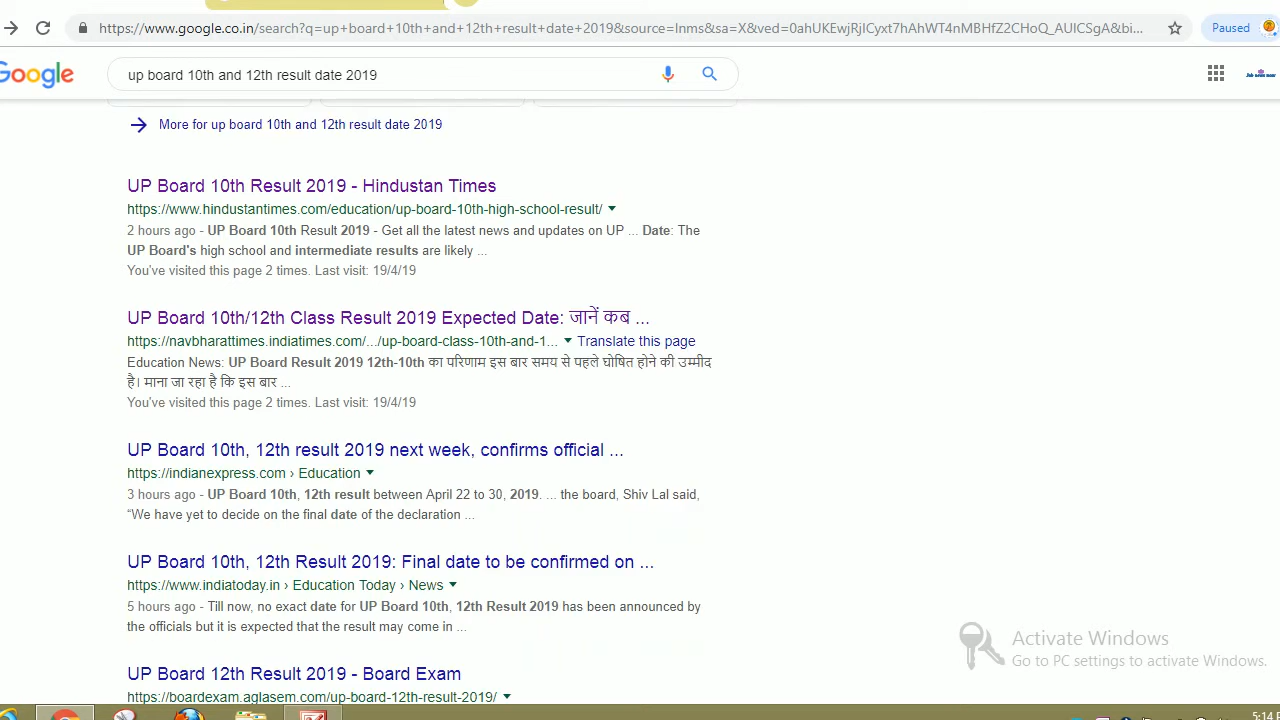 https://www.google.co.in/search?q=up+board+10th+and+12th+result+date+2019&source=lnms&sa=X&ved=0ahUKEwjRjlCyxt7hAhWT4nMBHfZ2CHoQ_AUICSgA&bi...
Paused
Google
up board 10th and 12th result date 2019
More for up board 10th and 12th result date 2019
UP Board 10th Result 2019 - Hindustan Times
https://www.hindustantimes.com/education/up-board-10th-high-school-result/
2 hours ago - UP Board 10th Result 2019 - Get all the latest news and updates on UP ... Date: The
UP Board's high school and intermediate results are likely ...
You've visited this page 2 times. Last visit: 19/4/19
UP Board 10th/12th Class Result 2019 Expected Date: जानें कब ...
https://navbharattimes.indiatimes.com/.../up-board-class-10th-and-1... Translate this page
Education News: UP Board Result 2019 12th-10th का परिणाम इस बार समय से पहले घोषित होने की उम्मीद
है। माना जा रहा है कि इस बार ...
You've visited this page 2 times. Last visit: 19/4/19
UP Board 10th, 12th result 2019 next week, confirms official ...
https://indianexpress.com › Education
3 hours ago - UP Board 10th, 12th result between April 22 to 30, 2019. ... the board, Shiv Lal said,
“We have yet to decide on the final date of the declaration ...
UP Board 10th, 12th Result 2019: Final date to be confirmed on ...
https://www.indiatoday.in › Education Today › News
5 hours ago - Till now, no exact date for UP Board 10th, 12th Result 2019 has been announced by
the officials but it is expected that the result may come in ...
Activate Windows
Go to PC settings to activate Windows.
UP Board 12th Result 2019 - Board Exam
https://boardexam.aglasem.com/up-board-12th-result-2019/
5:14